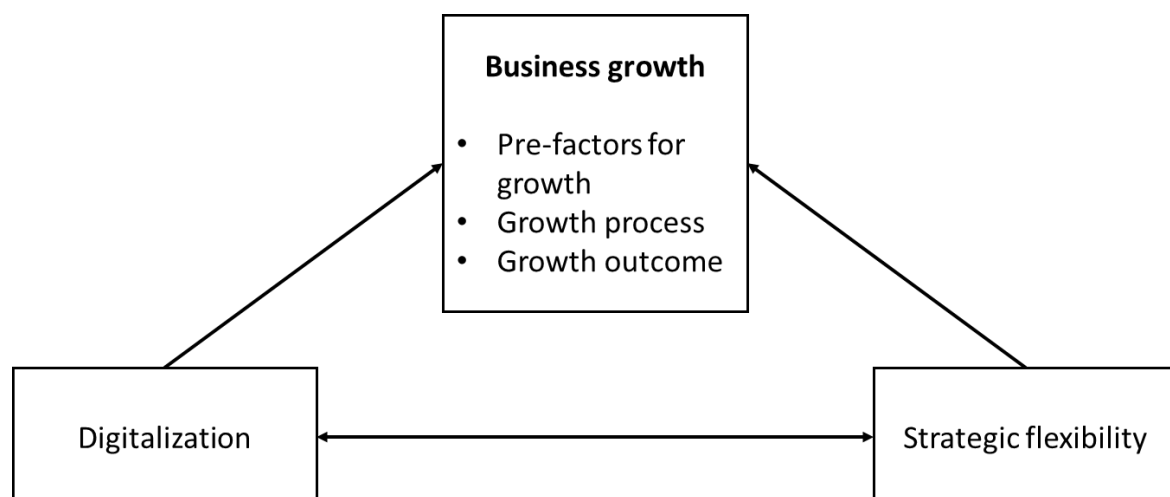 Business growth
• Pre-factors for
growth
• Growth process
• Growth outcome
Digitalization
Strategic flexibility